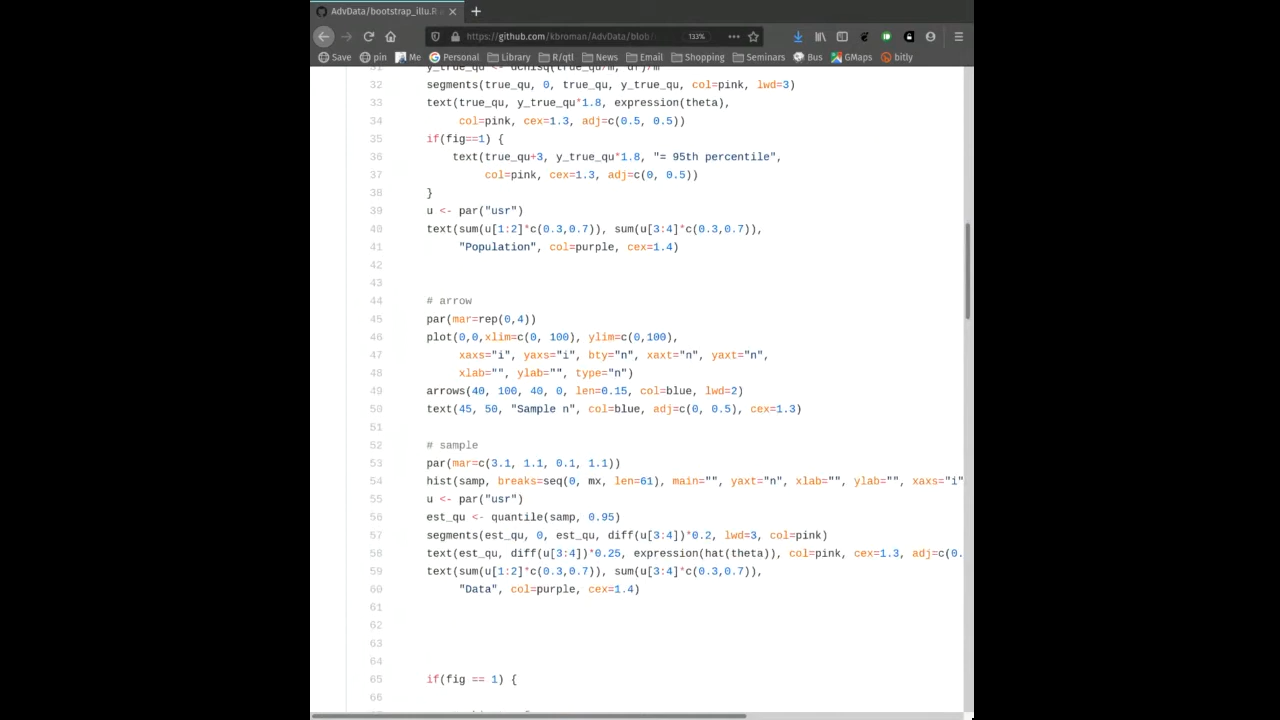 AdvData/bootstrap_illu.R
https://github.com/kbroman/AdvData/blob/
133%
Save pin Me Personal Library R/qtl News Email Shopping Seminars Bus GMaps bitly
31 y_true_qu <- dchisq(true_qu/m, df)/m
32 segments(true_qu, 0, true_qu, y_true_qu, col=pink, lwd=3)
33 text(true_qu, y_true_qu*1.8, expression(theta),
34 col=pink, cex=1.3, adj=c(0.5, 0.5))
35 if(fig==1) {
36 text(true_qu+3, y_true_qu*1.8, "= 95th percentile",
37 col=pink, cex=1.3, adj=c(0, 0.5))
38 }
39 u <- par("usr")
40 text(sum(u[1:2]*c(0.3,0.7)), sum(u[3:4]*c(0.3,0.7)),
41 "Population", col=purple, cex=1.4)
42
43
44 # arrow
45 par(mar=rep(0,4))
46 plot(0,0,xlim=c(0, 100), ylim=c(0,100),
47 xaxs="i", yaxs="i", bty="n", xaxt="n", yaxt="n",
48 xlab="", ylab="", type="n")
49 arrows(40, 100, 40, 0, len=0.15, col=blue, lwd=2)
50 text(45, 50, "Sample n", col=blue, adj=c(0, 0.5), cex=1.3)
51
52 # sample
53 par(mar=c(3.1, 1.1, 0.1, 1.1))
54 hist(samp, breaks=seq(0, mx, len=61), main="", yaxt="n", xlab="", ylab="", xaxs="i"
55 u <- par("usr")
56 est_qu <- quantile(samp, 0.95)
57 segments(est_qu, 0, est_qu, diff(u[3:4])*0.2, lwd=3, col=pink)
58 text(est_qu, diff(u[3:4])*0.25, expression(hat(theta)), col=pink, cex=1.3, adj=c(0.
59 text(sum(u[1:2]*c(0.3,0.7)), sum(u[3:4]*c(0.3,0.7)),
60 "Data", col=purple, cex=1.4)
61
62
63
64
65 if(fig == 1) {
66